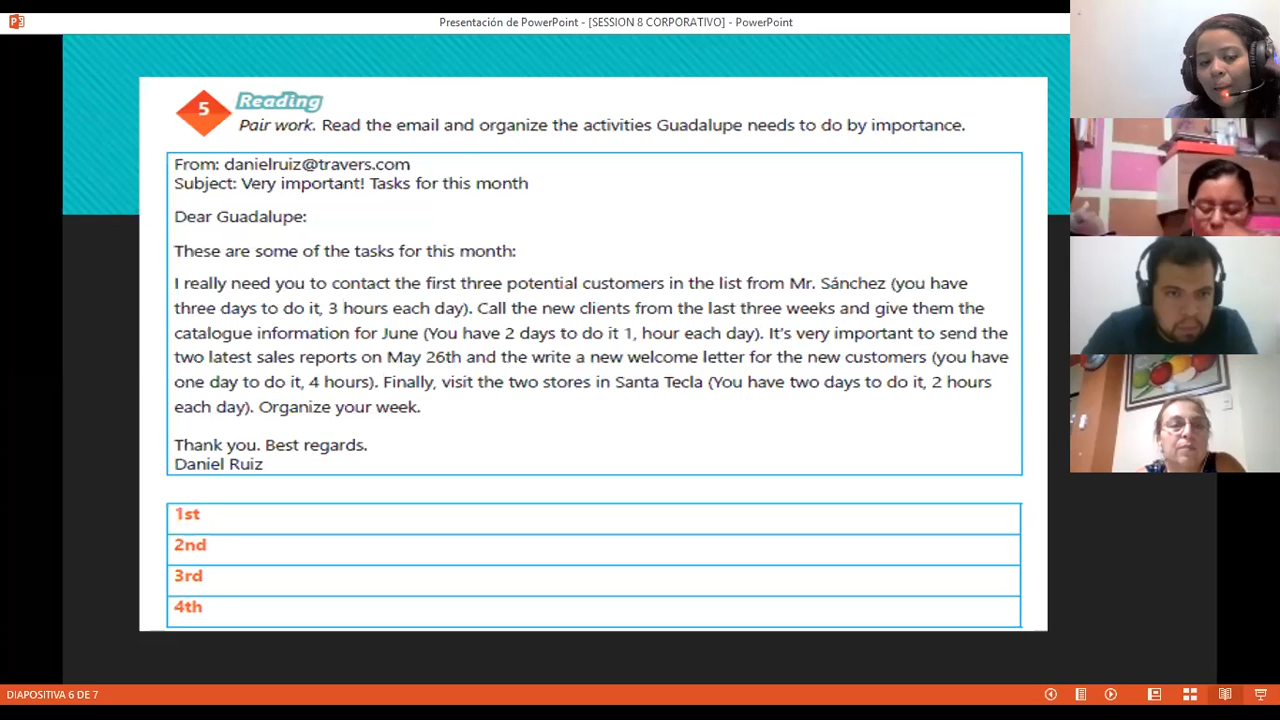 Presentación de PowerPoint - [SESSION 8 CORPORATIVO] - PowerPoint
5
Reading
Pair work. Read the email and organize the activities Guadalupe needs to do by importance.
From: danielruiz@travers.com
Subject: Very important! Tasks for this month
Dear Guadalupe:
These are some of the tasks for this month:
I really need you to contact the first three potential customers in the list from Mr. Sánchez (you have
three days to do it, 3 hours each day). Call the new clients from the last three weeks and give them the
catalogue information for June (You have 2 days to do it 1, hour each day). It's very important to send the
two latest sales reports on May 26th and the write a new welcome letter for the new customers (you have
one day to do it, 4 hours). Finally, visit the two stores in Santa Tecla (You have two days to do it, 2 hours
each day). Organize your week.
Thank you. Best regards.
Daniel Ruiz
1st
2nd
3rd
4th
DIAPOSITIVA 6 DE 7